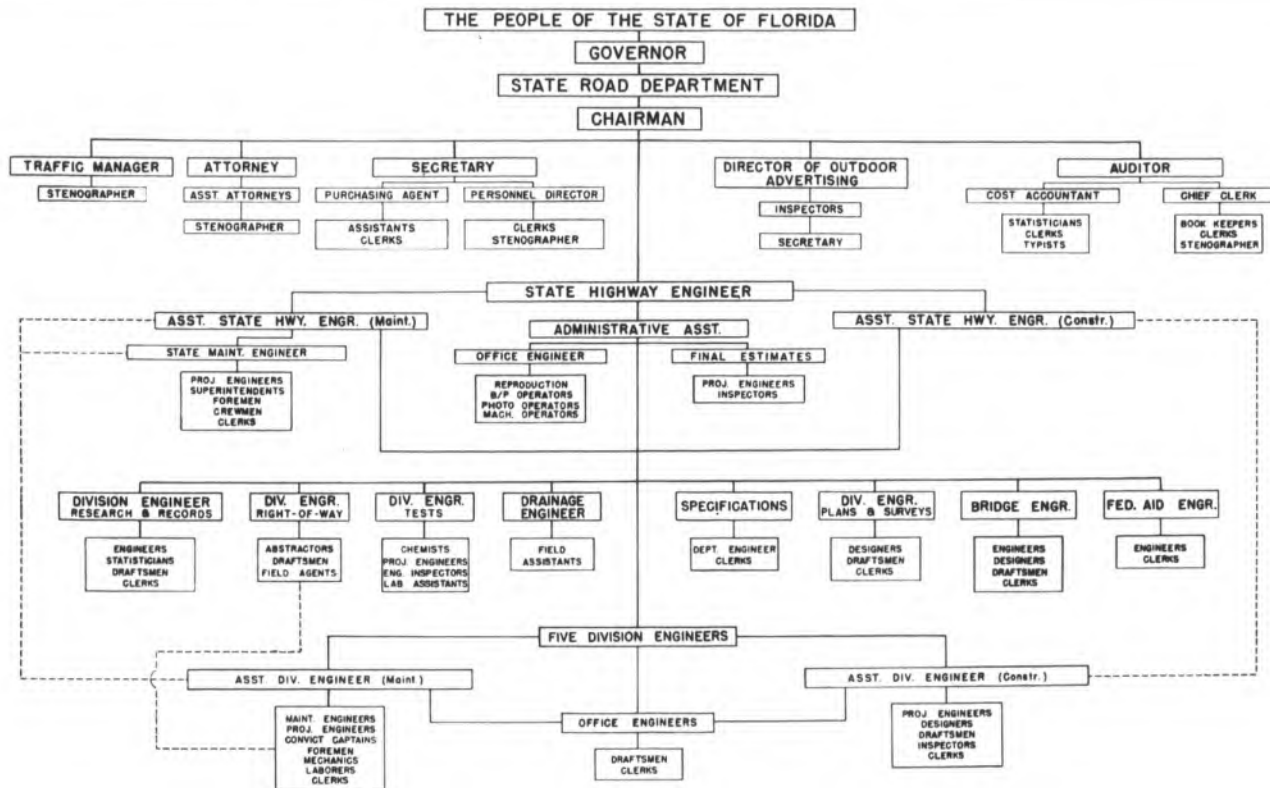 THE PEOPLE OF THE STATE OF FLORIDA
GOVERNOR
STATE ROAD DEPARTMENT
CHAIRMAN
TRAFFIC MANAGER
STENOGRAPHER
ATTORNEY
ASST. ATTORNEYS
STENOGRAPHER
SECRETARY
PURCHASING AGENT
ASSISTANTS
CLERKS
PERSONNEL DIRECTOR
CLERKS
STENOGRAPHER
DIRECTOR OF OUTDOOR
ADVERTISING
INSPECTORS
SECRETARY
AUDITOR
COST ACCOUNTANT
STATISTICIANS
CLERKS
TYPISTS
CHIEF CLERK
BOOK KEEPERS
CLERKS
STENOGRAPHER
STATE HIGHWAY ENGINEER
ASST. STATE HWY. ENGR. (Maint.)
STATE MAINT. ENGINEER
PROJ. ENGINEERS
SUPERINTENDENTS
FOREMEN
CREWMEN
CLERKS
ADMINISTRATIVE ASST.
OFFICE ENGINEER
REPRODUCTION
B/P OPERATORS
PHOTO OPERATORS
MACH. OPERATORS
FINAL ESTIMATES
PROJ. ENGINEERS
INSPECTORS
ASST. STATE HWY. ENGR. (Constr.)
DIVISION ENGINEER
RESEARCH & RECORDS
ENGINEERS
STATISTICIANS
DRAFTSMEN
CLERKS
DIV. ENGR.
RIGHT-OF-WAY
ABSTRACTORS
DRAFTSMEN
FIELD AGENTS
DIV. ENGR.
TESTS
CHEMISTS
PROJ. ENGINEERS
ENG. INSPECTORS
LAB ASSISTANTS
DRAINAGE
ENGINEER
FIELD
ASSISTANTS
SPECIFICATIONS
DEPT. ENGINEER
CLERKS
DIV. ENGR.
PLANS & SURVEYS
DESIGNERS
DRAFTSMEN
CLERKS
BRIDGE ENGR.
ENGINEERS
DESIGNERS
DRAFTSMEN
CLERKS
FED. AID ENGR.
ENGINEERS
CLERKS
FIVE DIVISION ENGINEERS
ASST. DIV. ENGINEER (Maint.)
MAINT. ENGINEERS
PROJ. ENGINEERS
CONVICT CAPTAINS
FOREMEN
MECHANICS
LABORERS
CLERKS
OFFICE ENGINEERS
DRAFTSMEN
CLERKS
ASST. DIV. ENGINEER (Constr.)
PROJ. ENGINEERS
DESIGNERS
DRAFTSMEN
INSPECTORS
CLERKS